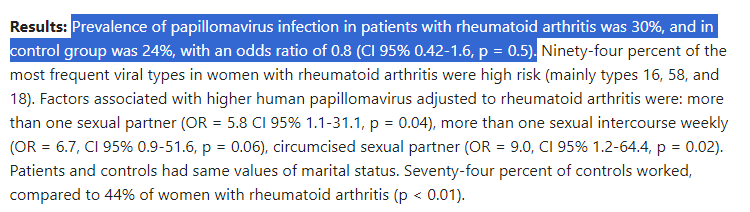 Results: Prevalence of papillomavirus infection in patients with rheumatoid arthritis was 30%, and in
control group was 24%, with an odds ratio of 0.8 (CI 95% 0.42-1.6, p = 0.5). Ninety-four percent of the
most frequent viral types in women with rheumatoid arthritis were high risk (mainly types 16, 58, and
18). Factors associated with higher human papillomavirus adjusted to rheumatoid arthritis were: more
than one sexual partner (OR = 5.8 CI 95% 1.1-31.1, p = 0.04), more than one sexual intercourse weekly
(OR = 6.7, CI 95% 0.9-51.6, p = 0.06), circumcised sexual partner (OR = 9.0, CI 95% 1.2-64.4, p = 0.02).
Patients and controls had same values of marital status. Seventy-four percent of controls worked,
compared to 44% of women with rheumatoid arthritis (p < 0.01).